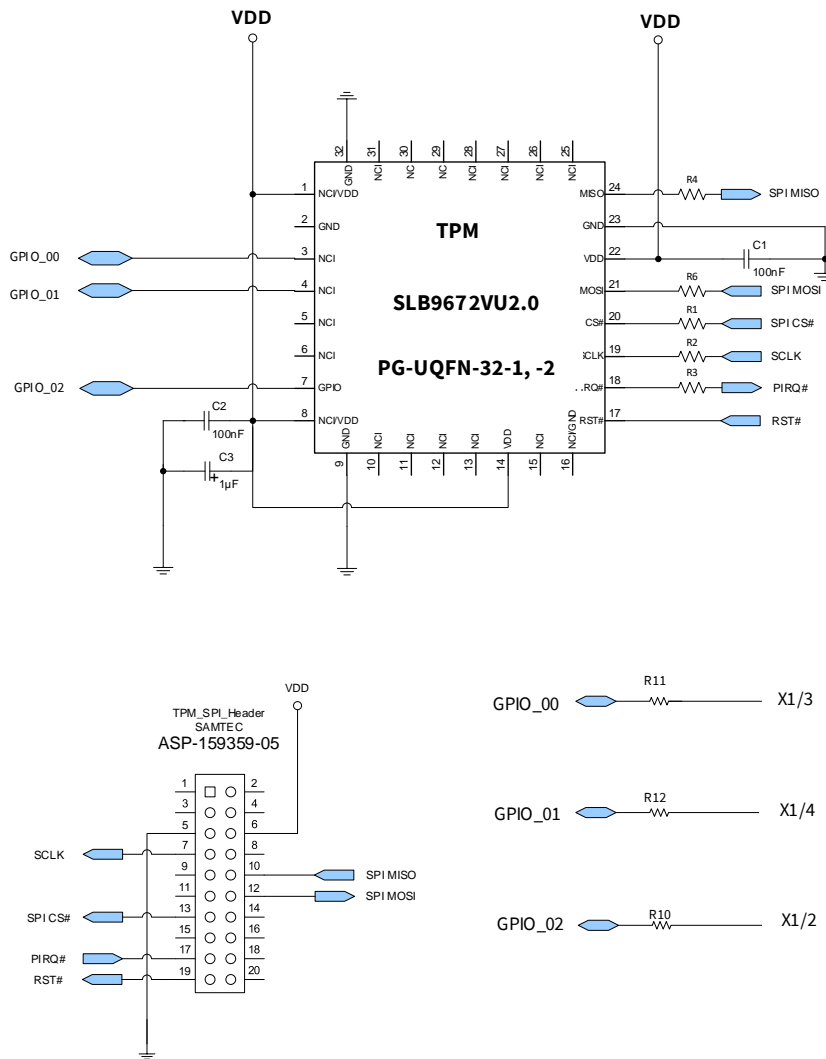 VDD
VDD
32
31
30
29
28
27
26
25
GND
NCI
NC
NC
NCI
NCI
NCI
NCI
1 NCI/VDD
2 GND
GPIO_00
3 NCI
GPIO_01
4 NCI
5 NCI
6 NCI
GPIO_02
7 GPIO
8 NCI/VDD
TPM
SLB9672VU2.0
PG-UQFN-32-1, -2
MISO 24 R4 SPI MISO
GND 23
VDD 22 C1
100nF
MOSI 21 R6 SPI MOSI
CS# 20 R1 SPI CS#
SCLK 19 R2 SCLK
RQ# 18 R3 PIRQ#
RST# 17 RST#
C2
100nF
C3
+
1µF
GND
NCI
NCI
NCI
NCI
VDD
NCI
NCI/GND
9
10
11
12
13
14
15
16
VDD
TPM_SPI_Header
SAMTEC
ASP-159359-05
1 2
3 4
5 6
SCLK 7 8
9 10 SPI MISO
11 12 SPI MOSI
SPI CS# 13 14
15 16
PIRQ# 17 18
RST# 19 20
GPIO_00 R11 X1/3
GPIO_01 R12 X1/4
GPIO_02 R10 X1/2